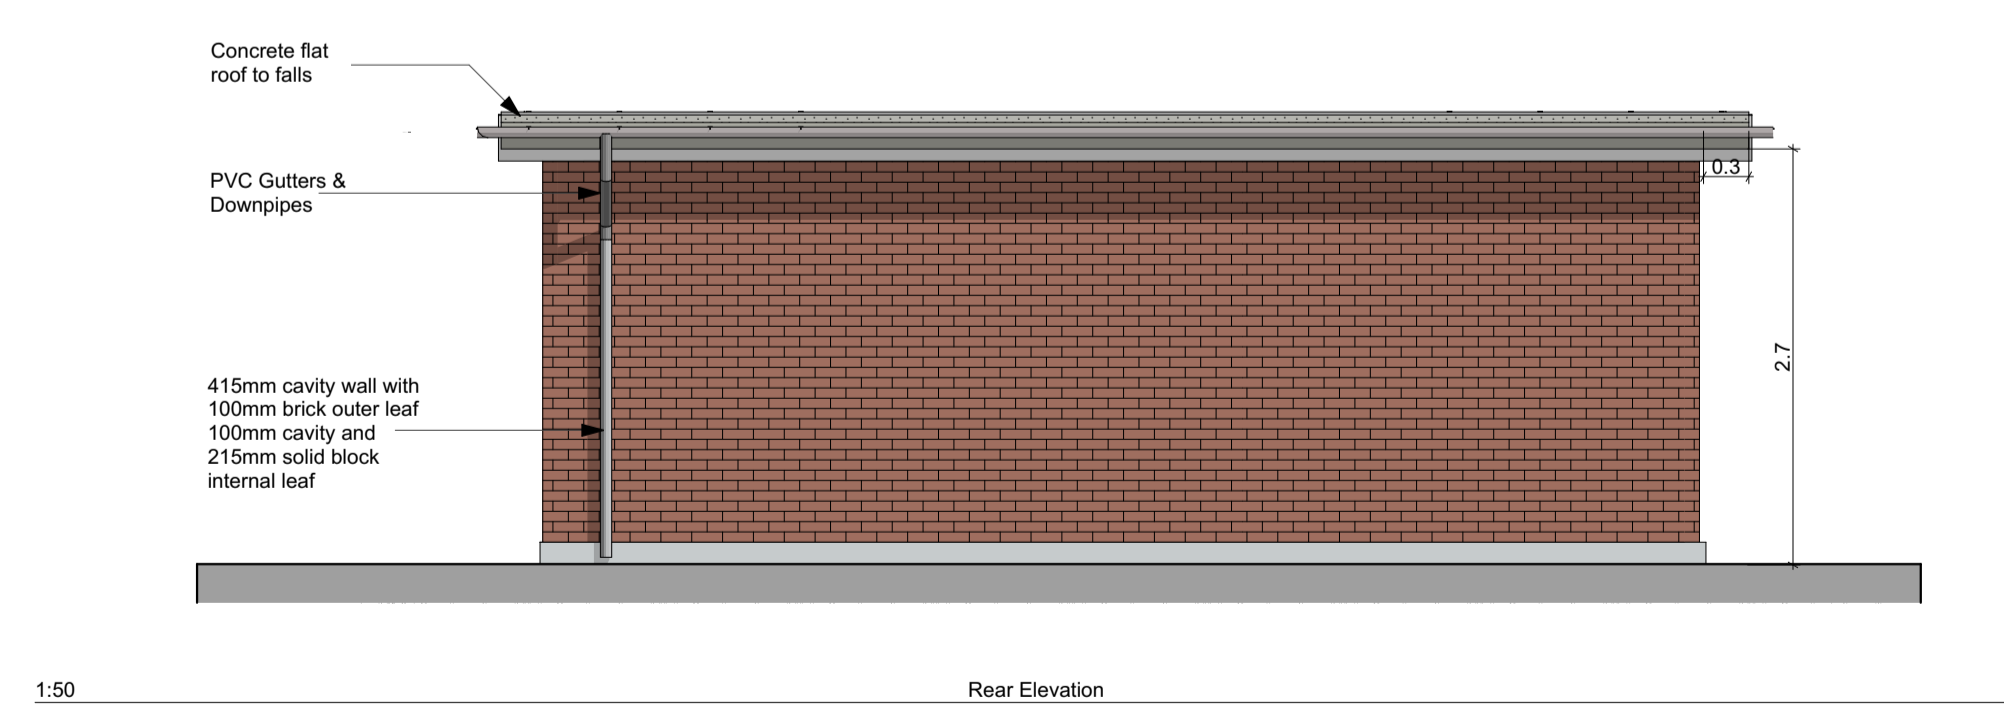 Concrete flat
roof to falls
PVC Gutters &
Downpipes
0.3
2.7
415mm cavity wall with
100mm brick outer leaf
100mm cavity and
215mm solid block
internal leaf
1:50
Rear Elevation